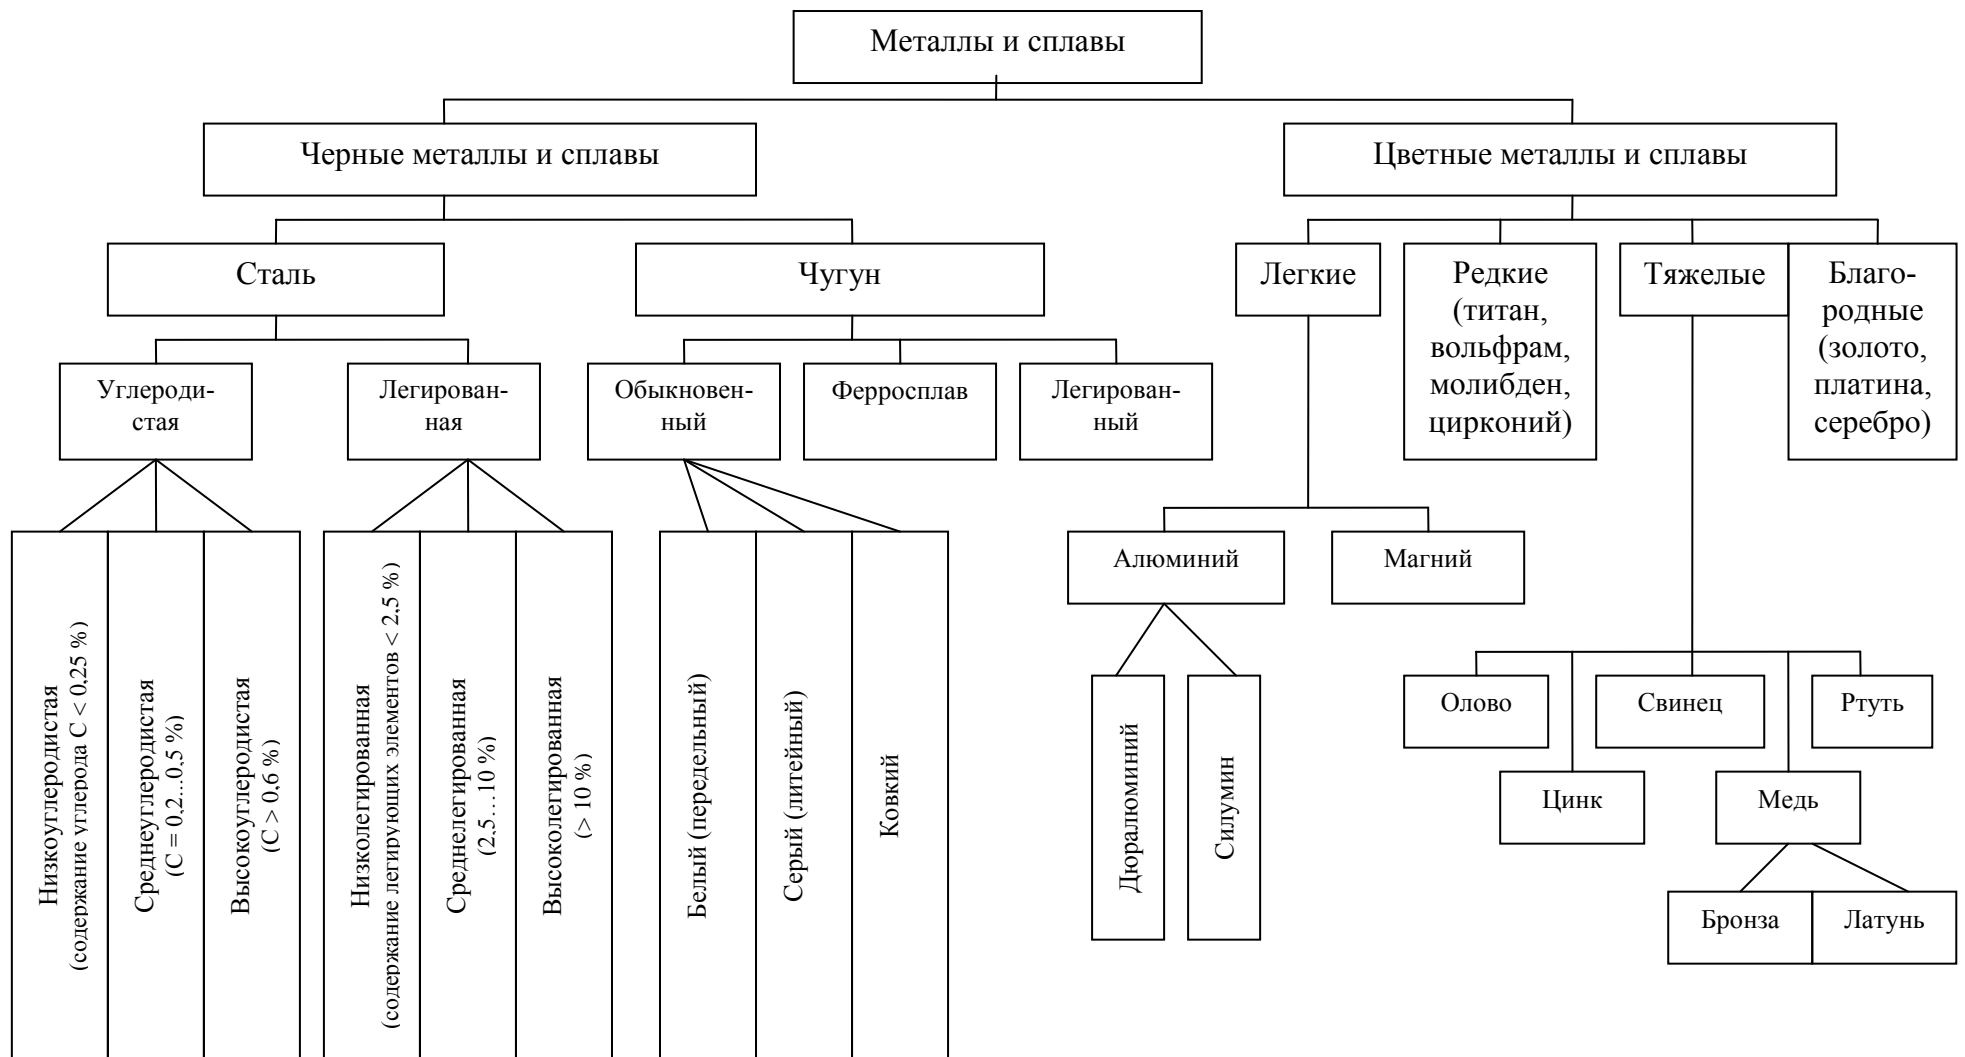 Металлы и сплавы
Черные металлы и сплавы
Цветные металлы и сплавы
Сталь
Чугун
Легкие
Редкие
(титан,
вольфрам,
молибден,
цирконий)
Тяжелые
Благо-
родные
(золото,
платина,
серебро)
Углероди-
стая
Легирован-
ная
Обыкновен-
ный
Ферросплав
Легирован-
ный
Низкоуглеродистая
(содержание углерода С < 0,25 %)
Среднеуглеродистая
(С = 0,2…0,5 %)
Высокоуглеродистая
(С > 0,6 %)
Низколегированная
(содержание легирующих элементов < 2,5 %)
Среднелегированная
(2,5…10 %)
Высоколегированная
(> 10 %)
Белый (передельный)
Серый (литейный)
Ковкий
Алюминий
Магний
Дюралюминий
Силумин
Олово
Свинец
Ртуть
Цинк
Медь
Бронза
Латунь